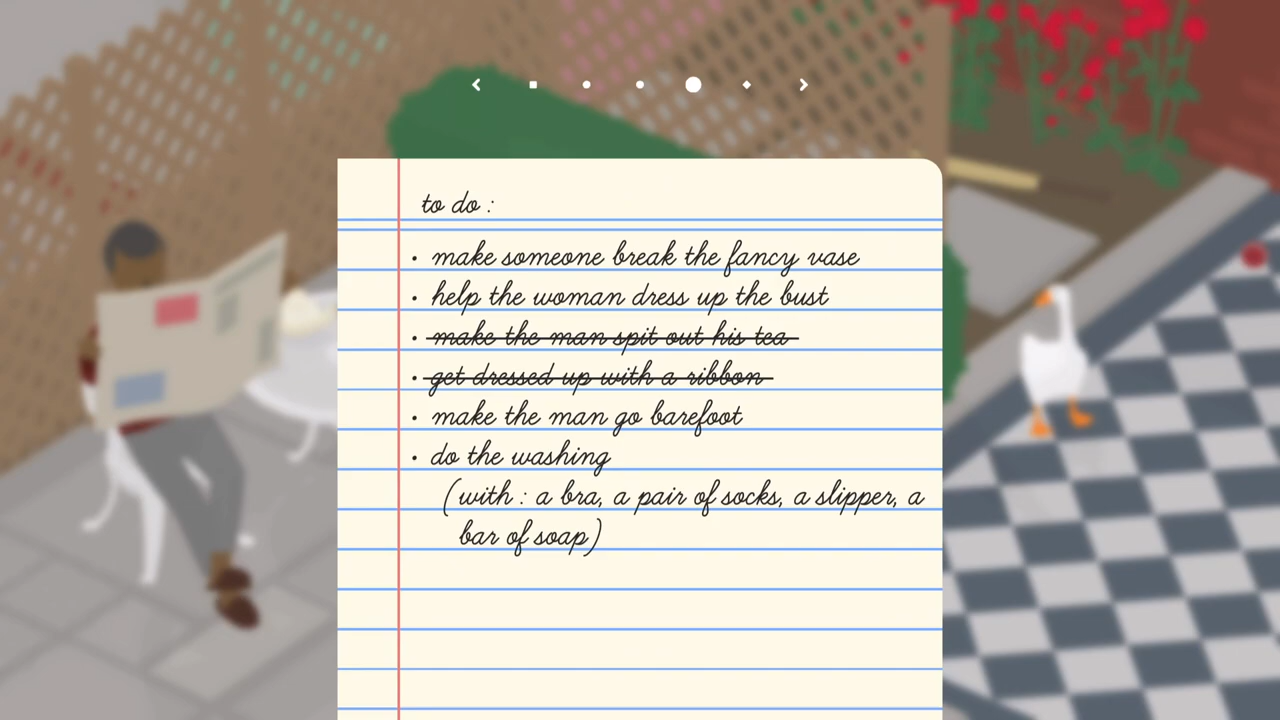 to do :
• make someone break the fancy vase
• help the woman dress up the bust
• make the man spit out his tea
• get dressed up with a ribbon
• make the man go barefoot
• do the washing
(with : a bra, a pair of socks, a slipper, a
bar of soap)